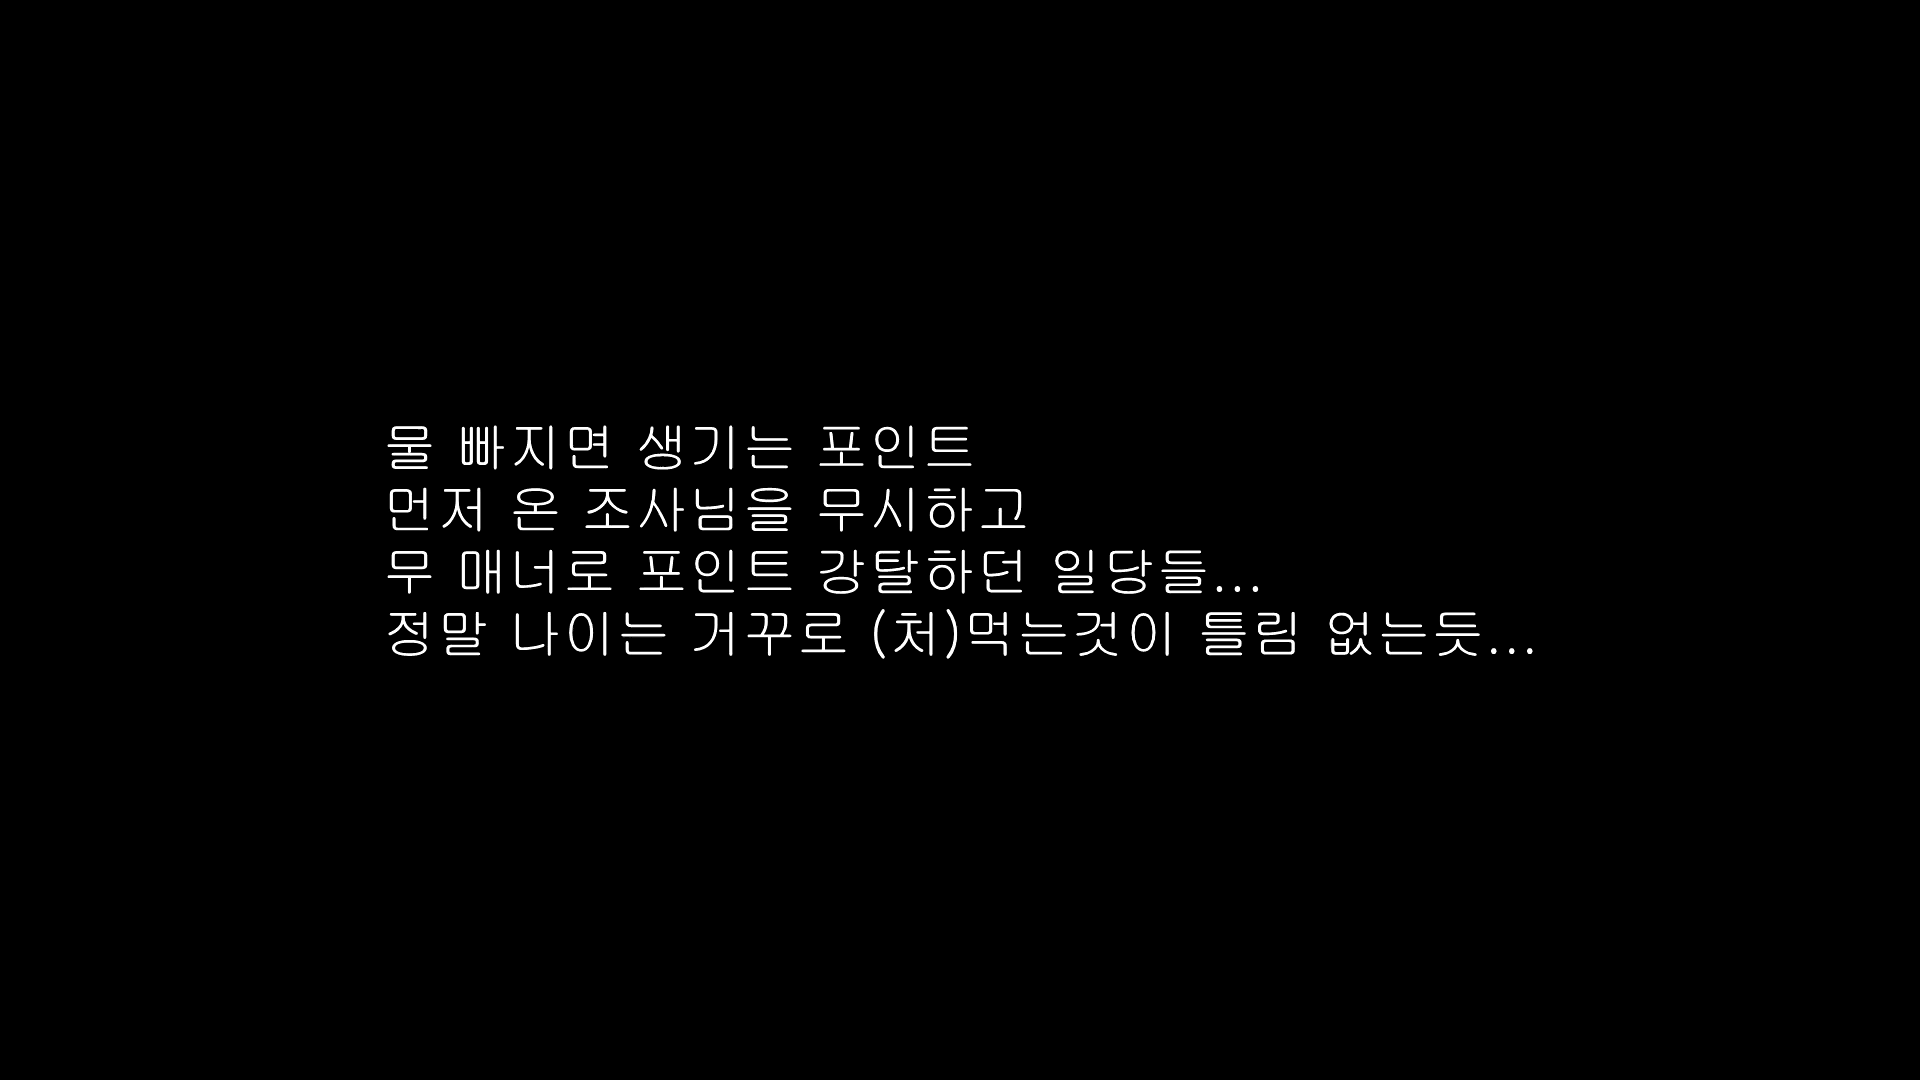 물 빠지면 생기는 포인트
먼저 온 조사님을 무시하고
무 매너로 포인트 강탈하던 일당들...
정말 나이는 거꾸로 (처)먹는것이 틀림 없는듯...